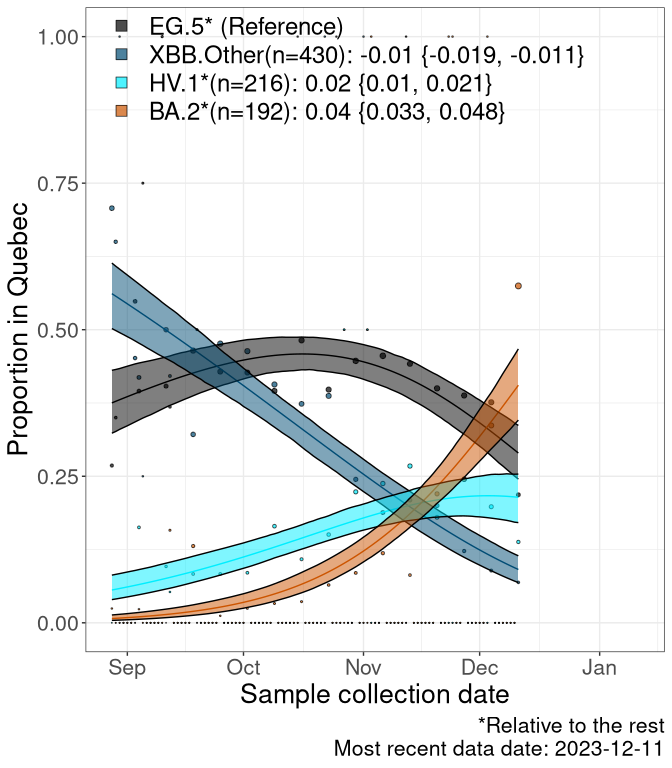 EG.5* (Reference)
XBB.Other(n=430): -0.01 {-0.019, -0.011}
HV.1*(n=216): 0.02 {0.01, 0.021}
BA.2*(n=192): 0.04 {0.033, 0.048}
1.00
0.75
0.50
0.25
0.00
Proportion in Quebec
Sep Oct Nov Dec Jan
Sample collection date
*Relative to the rest
Most recent data date: 2023-12-11